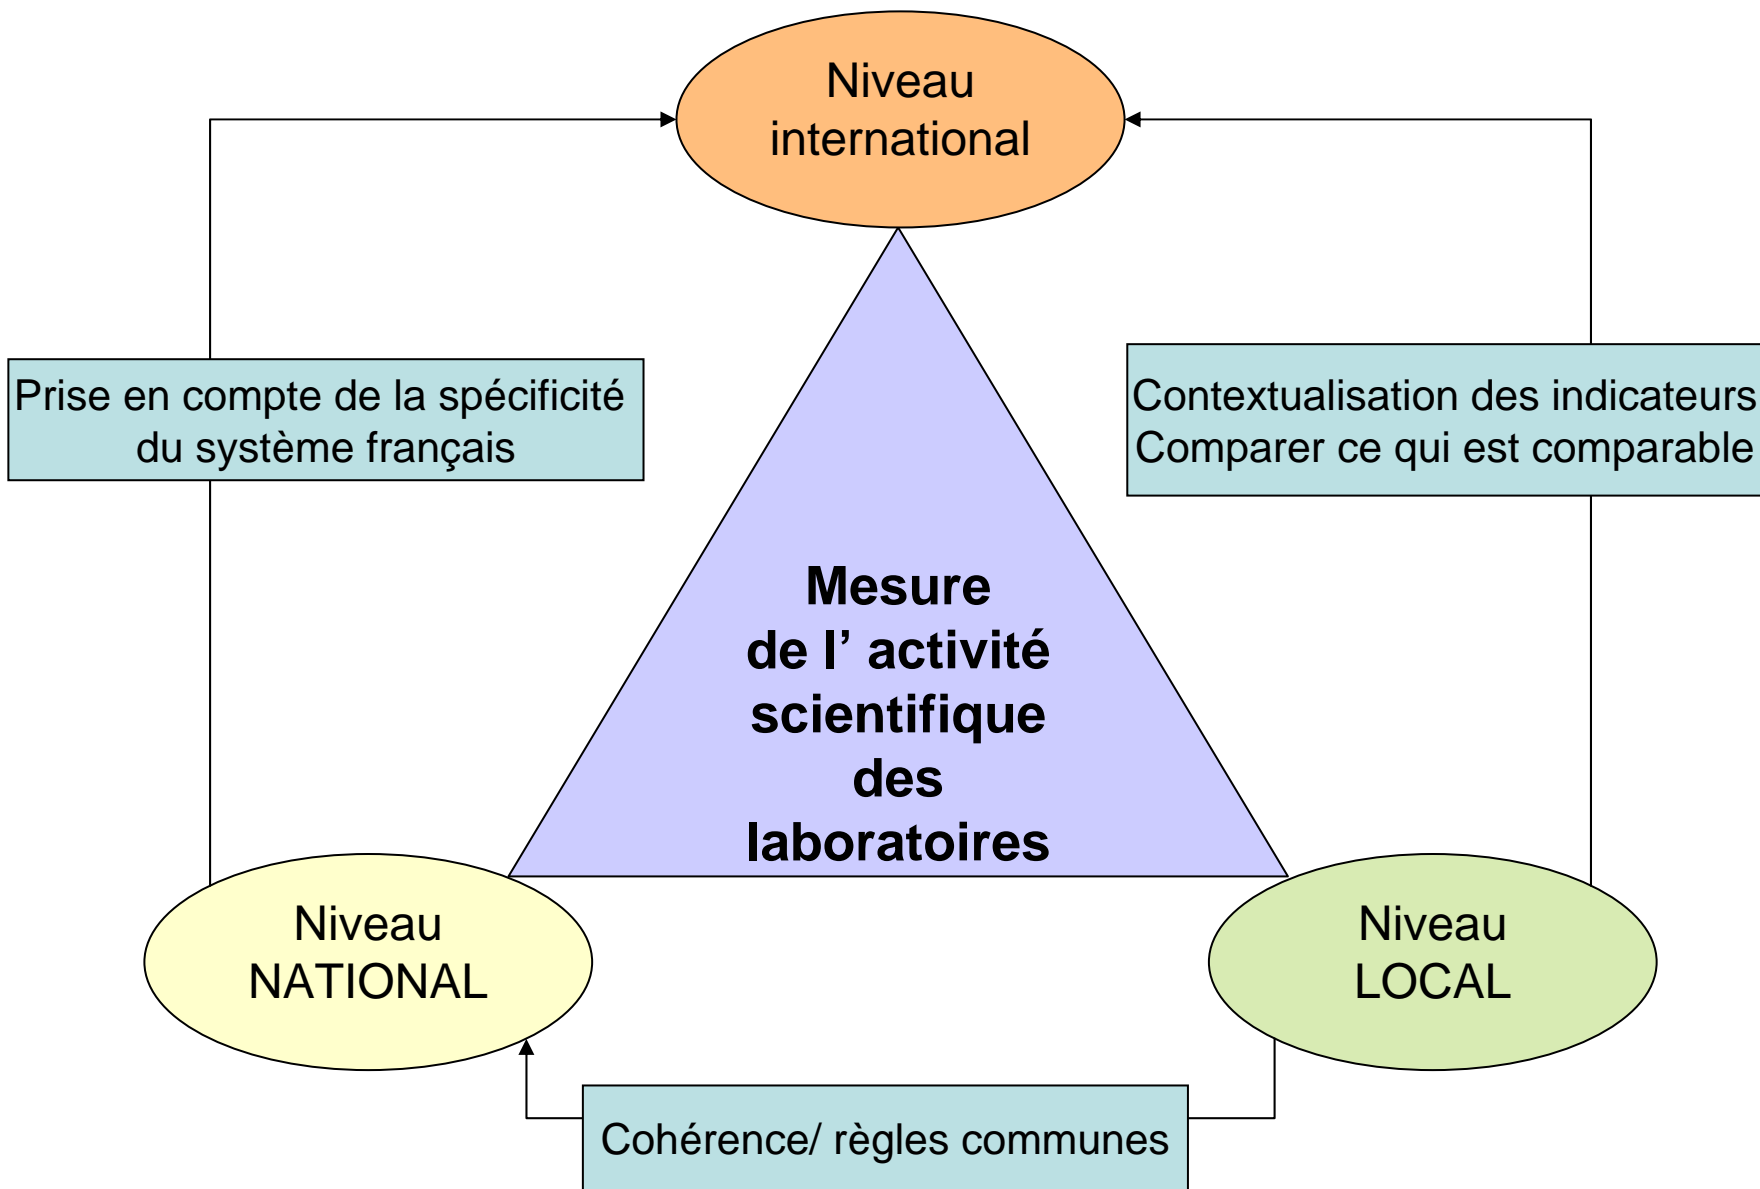 Niveau
international
Prise en compte de la spécificité
du système français
Contextualisation des indicateurs
Comparer ce qui est comparable
Mesure
de l’ activité
scientifique
des
laboratoires
Niveau
NATIONAL
Niveau
LOCAL
Cohérence/ règles communes